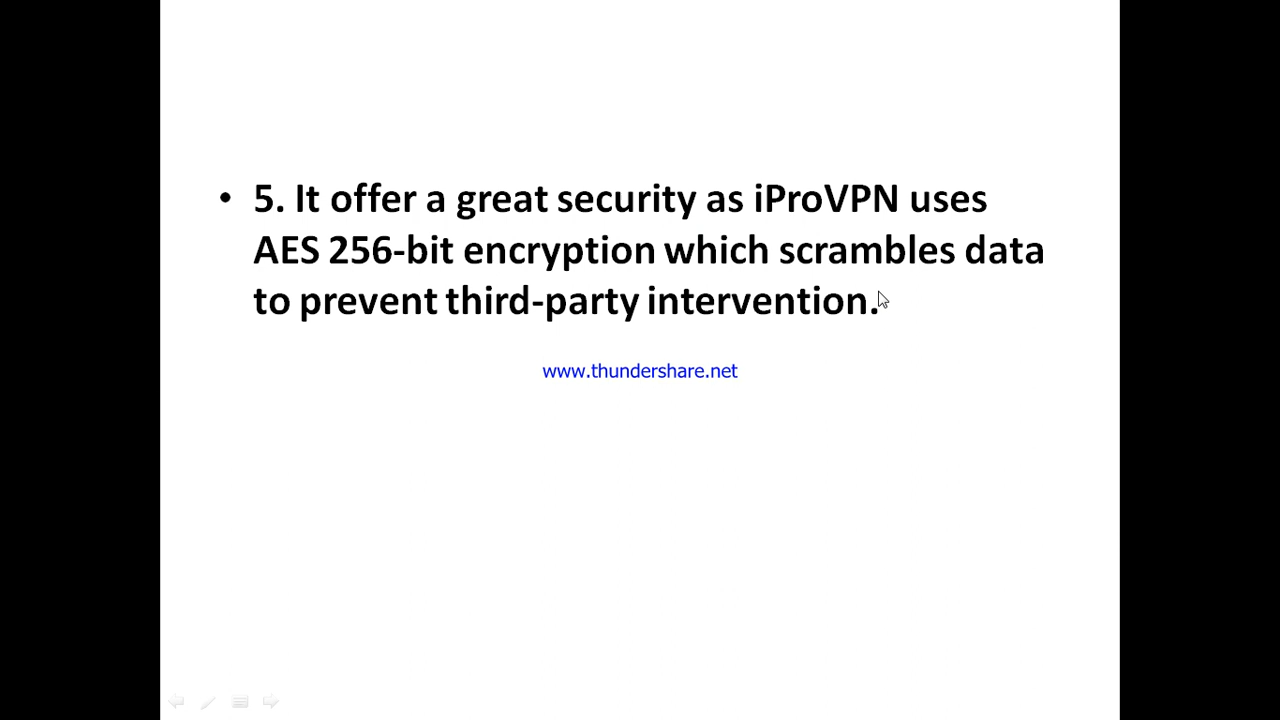 • 5. It offer a great security as iProVPN uses
AES 256-bit encryption which scrambles data
to prevent third-party intervention.
www.thundershare.net